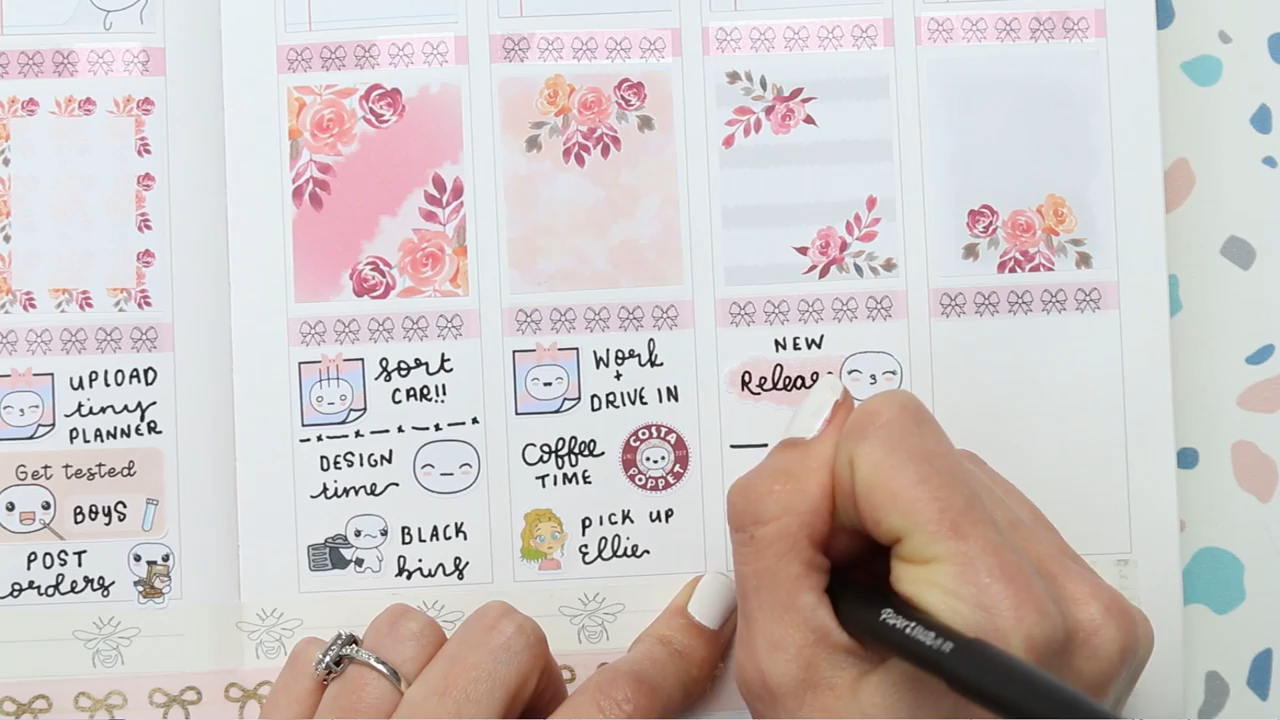 UPLOAD
tiny
PLANNER
Get tested
BOYS
POST
orders
sort
CAR!!
DESIGN
time
BLACK
bins
Work
+
DRIVE IN
Coffee
TIME
COSTA
POPPET
PICK UP
Ellie
NEW
Release